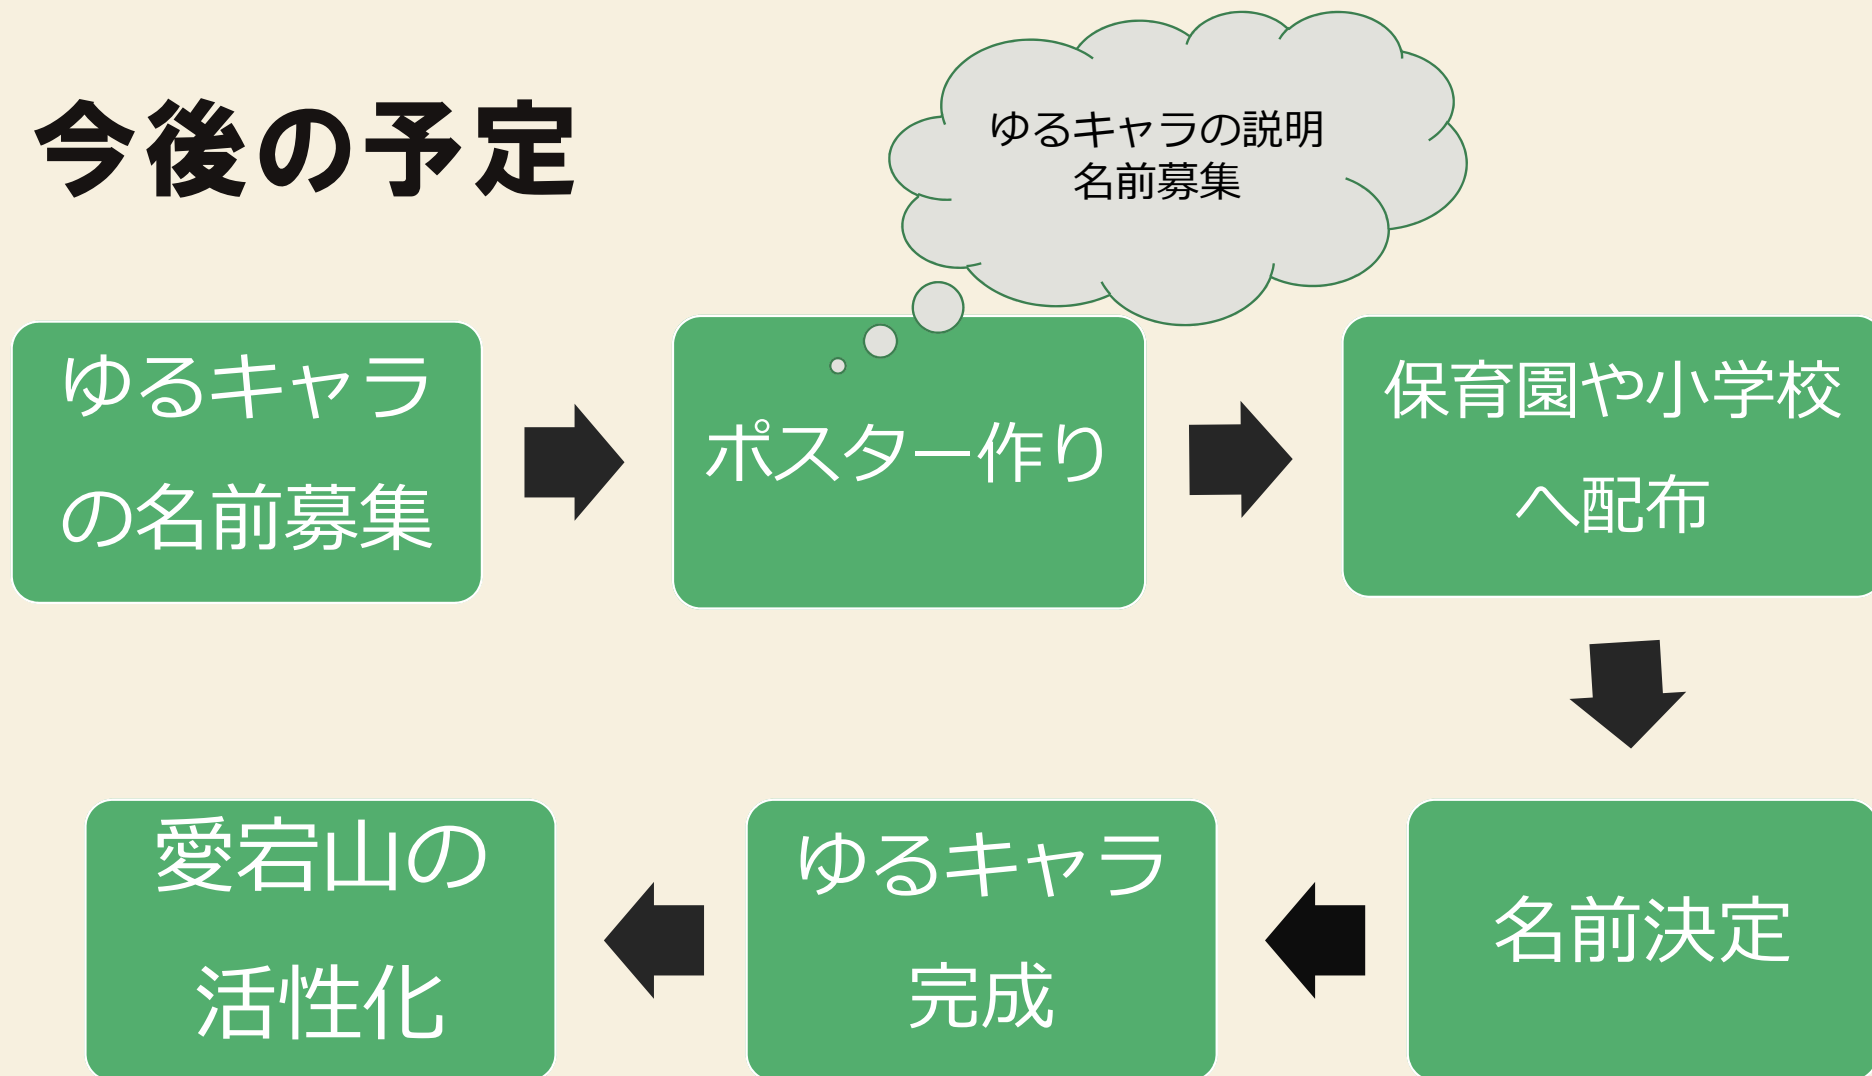 今後の予定
ゆるキャラの説明
名前募集
ゆるキャラ
の名前募集
ポスター作り
保育園や小学校
へ配布
名前決定
ゆるキャラ
完成
愛宕山の
活性化